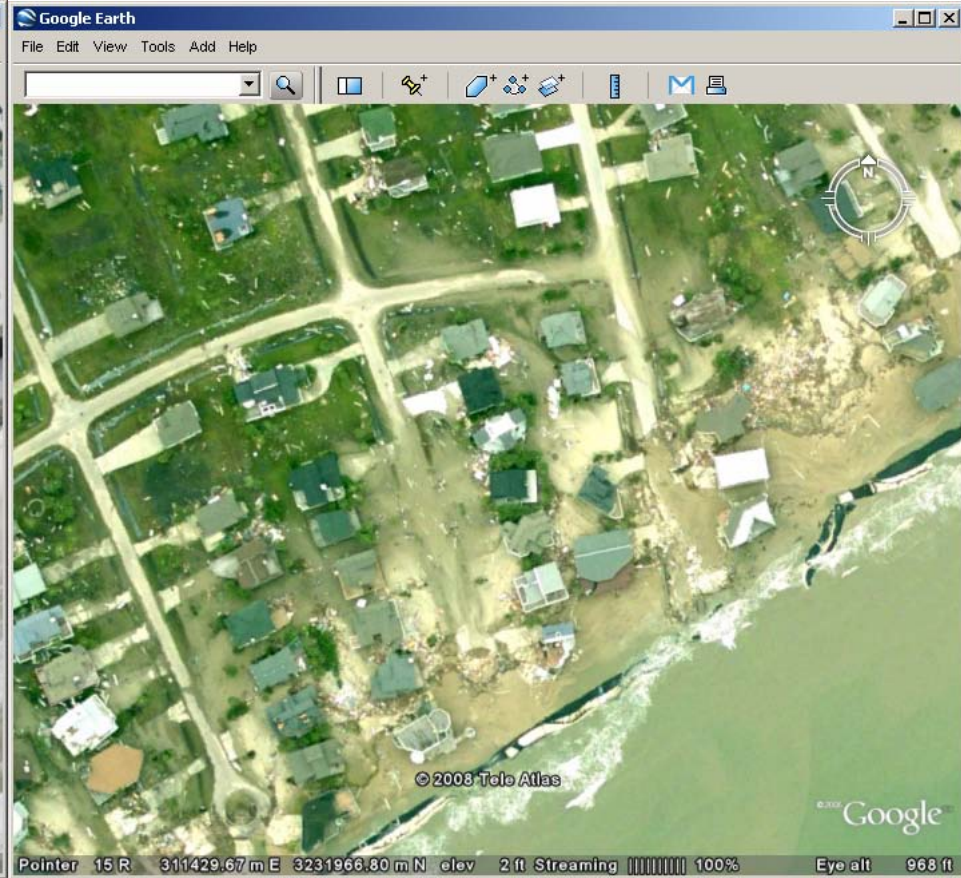 Google Earth
File Edit View Tools Add Help
N
© 2008 Tele Atlas
Google
Pointer 15 R 311429.67 m E 3231966.80 m N elev 2 ft Streaming |||||||||| 100% Eye alt 968 ft